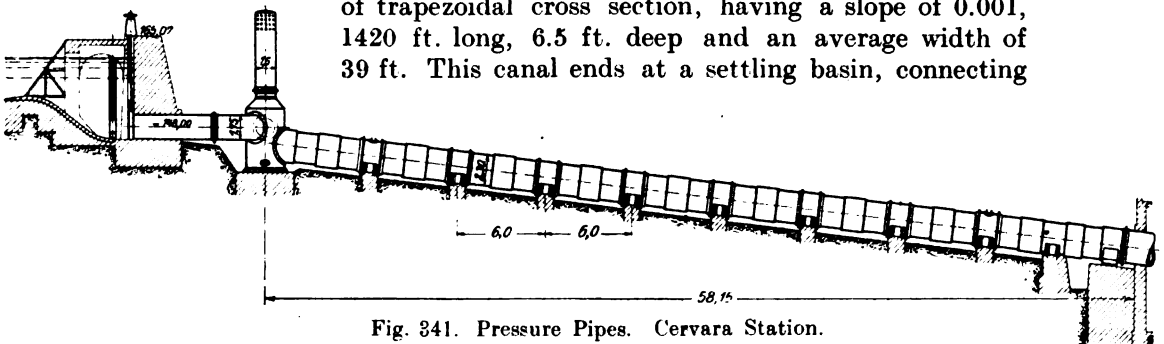 of trapezoidal cross section, having a slope of 0.001,
1420 ft. long, 6.5 ft. deep and an average width of
39 ft. This canal ends at a settling basin, connecting
6,0 6,0
58,15
Fig. 341. Pressure Pipes. Cervara Station.